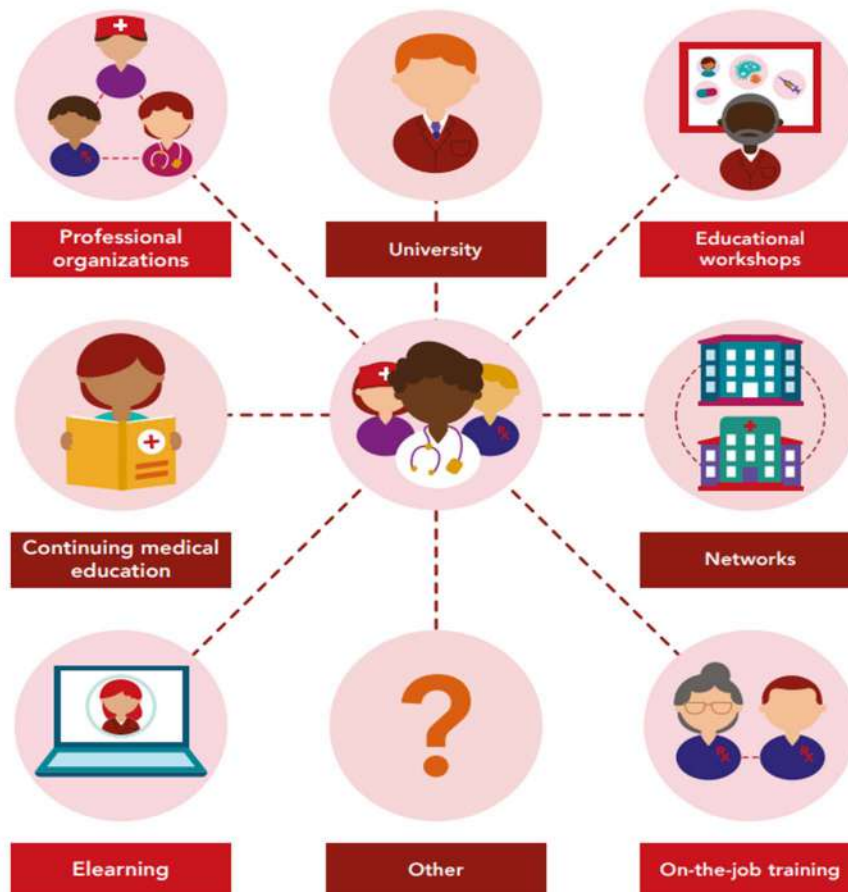 Professional
organizations
University
Educational
workshops
Continuing medical
education
Networks
Elearning
Other
On-the-job training